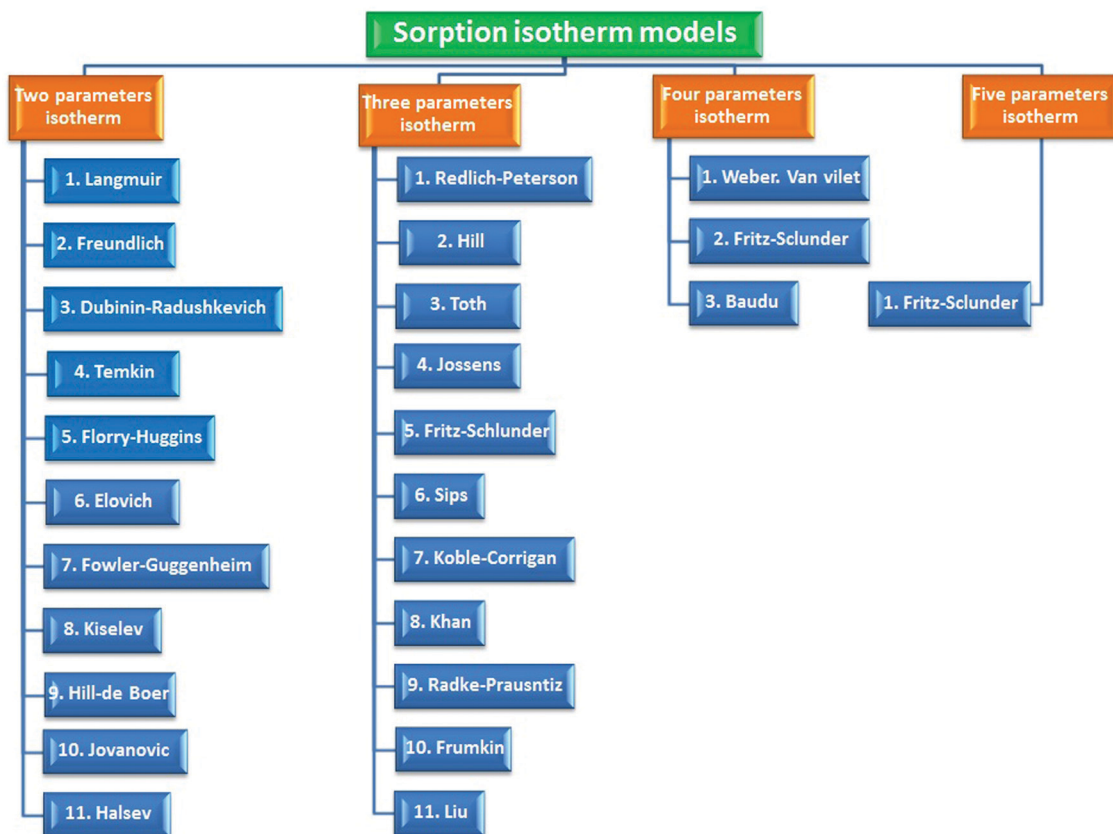 Sorption isotherm models
Two parameters
isotherm
1. Langmuir
2. Freundlich
3. Dubinin-Radushkevich
4. Temkin
5. Florry-Huggins
6. Elovich
7. Fowler-Guggenheim
8. Kiselev
9. Hill-de Boer
10. Jovanovic
11. Halsev
Three parameters
isotherm
1. Redlich-Peterson
2. Hill
3. Toth
4. Jossens
5. Fritz-Schlunder
6. Sips
7. Koble-Corrigan
8. Khan
9. Radke-Prausntiz
10. Frumkin
11. Liu
Four parameters
isotherm
1. Weber. Van vilet
2. Fritz-Sclunder
3. Baudu
Five parameters
isotherm
1. Fritz-Sclunder